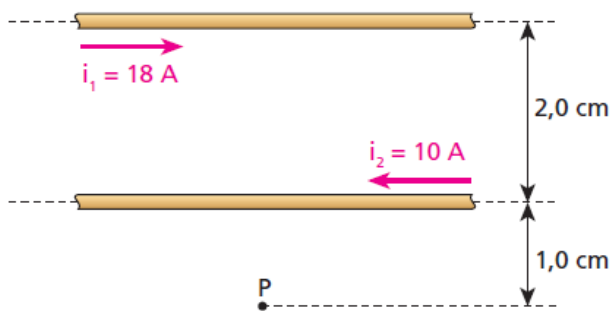 i₁ = 18 A
2,0 cm
i₂ = 10 A
1,0 cm
P